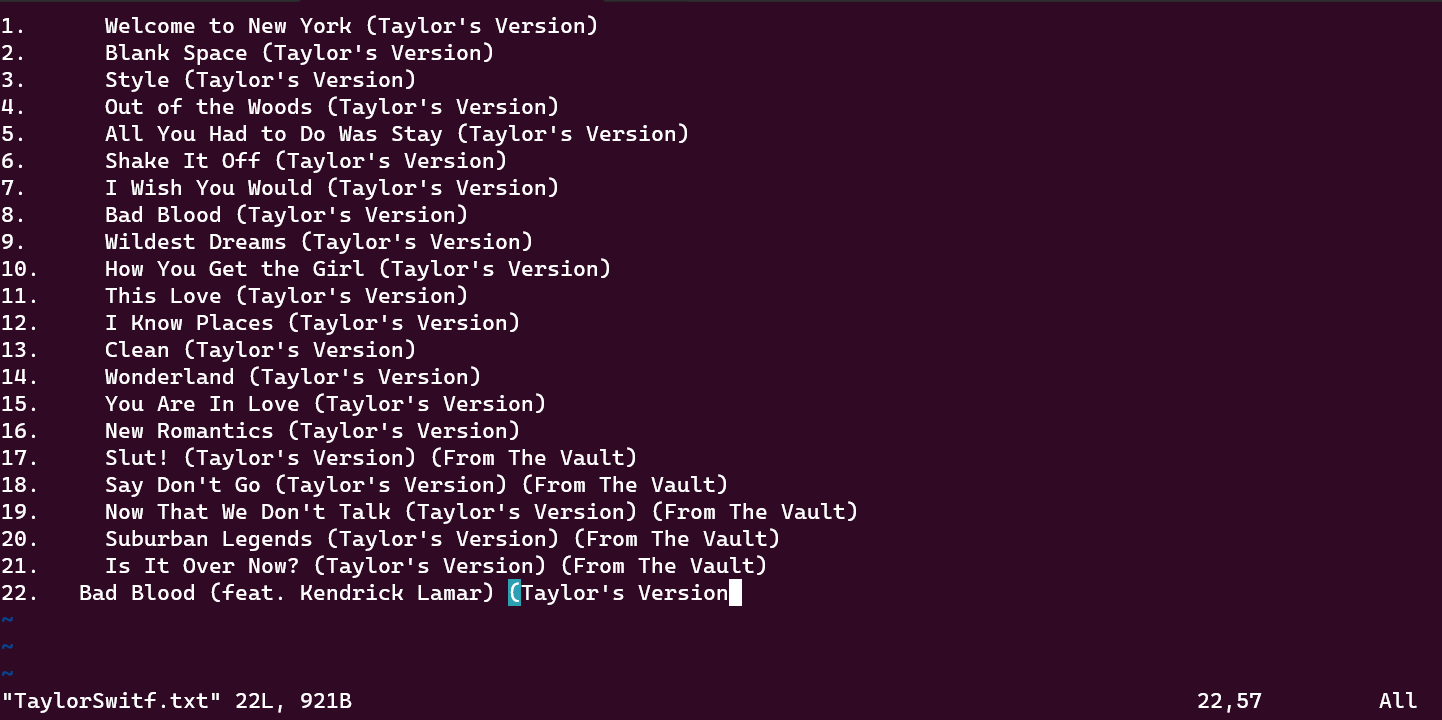 1.      Welcome to New York (Taylor's Version)
2.      Blank Space (Taylor's Version)
3.      Style (Taylor's Version)
4.      Out of the Woods (Taylor's Version)
5.      All You Had to Do Was Stay (Taylor's Version)
6.      Shake It Off (Taylor's Version)
7.      I Wish You Would (Taylor's Version)
8.      Bad Blood (Taylor's Version)
9.      Wildest Dreams (Taylor's Version)
10.     How You Get the Girl (Taylor's Version)
11.     This Love (Taylor's Version)
12.     I Know Places (Taylor's Version)
13.     Clean (Taylor's Version)
14.     Wonderland (Taylor's Version)
15.     You Are In Love (Taylor's Version)
16.     New Romantics (Taylor's Version)
17.     Slut! (Taylor's Version) (From The Vault)
18.     Say Don't Go (Taylor's Version) (From The Vault)
19.     Now That We Don't Talk (Taylor's Version) (From The Vault)
20.     Suburban Legends (Taylor's Version) (From The Vault)
21.     Is It Over Now? (Taylor's Version) (From The Vault)
22.   Bad Blood (feat. Kendrick Lamar) (Taylor's Version
~
~
~
"TaylorSwitf.txt" 22L, 921B 22,57 All